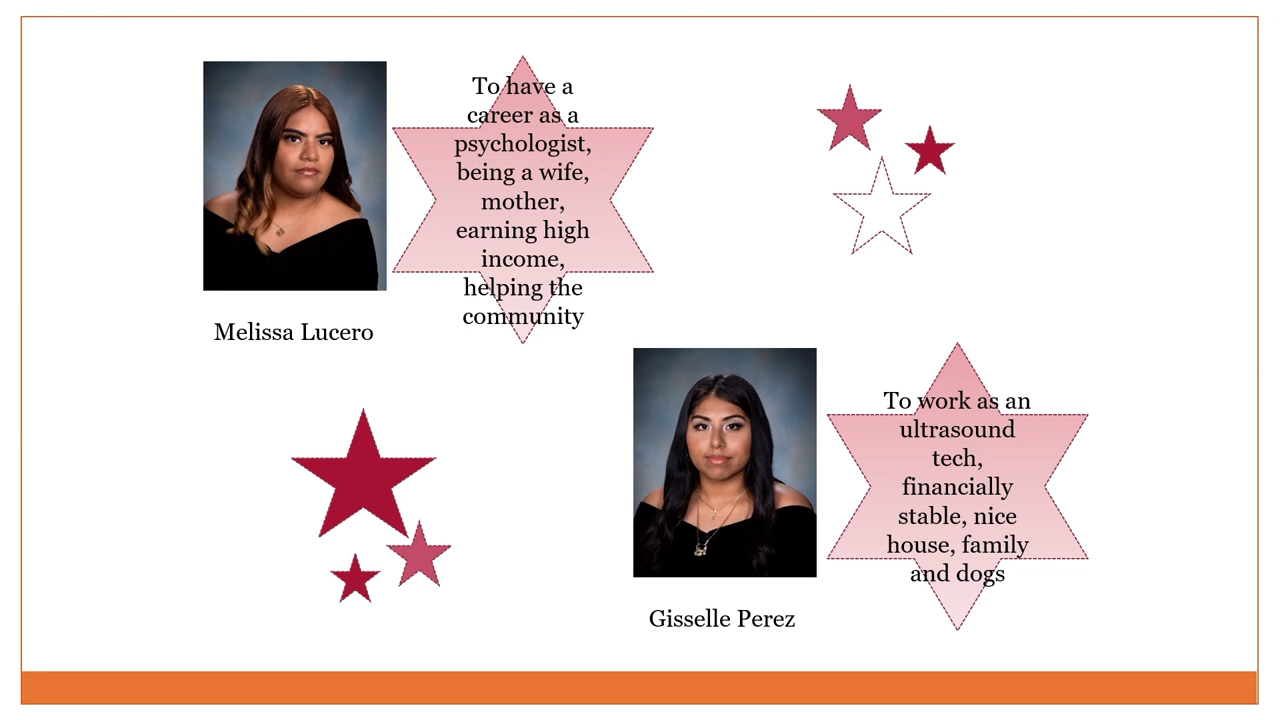 To have a
career as a
psychologist,
being a wife,
mother,
earning high
income,
helping the
community
Melissa Lucero
To work as an
ultrasound
tech,
financially
stable, nice
house, family
and dogs
Gisselle Perez